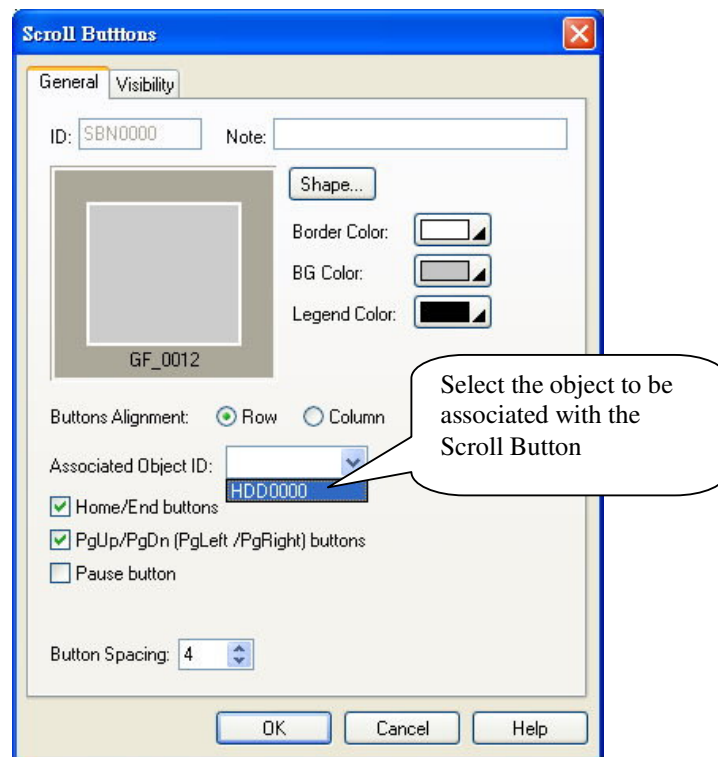 Scroll Butttons
General Visibility
ID: SBN0000 Note:
Shape...
Border Color:
BG Color:
Legend Color:
GF_0012
Select the object to be
associated with the
Scroll Button
Buttons Alignment: Row Column
Associated Object ID:
HDD0000
Home/End buttons
PgUp/PgDn (PgLeft /PgRight) buttons
Pause button
Button Spacing: 4
OK Cancel Help